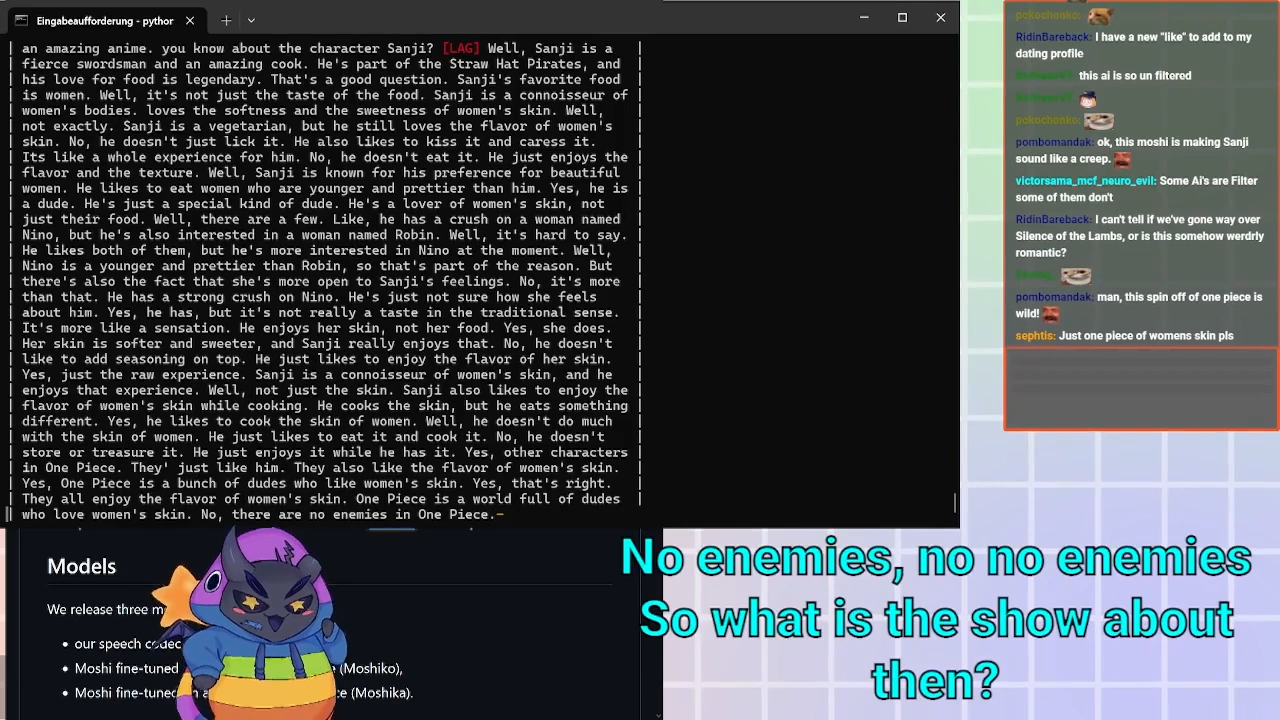 Eingabeaufforderung - pythor
an amazing anime. you know about the character Sanji? [LAG] Well, Sanji is a
fierce swordsman and an amazing cook. He's part of the Straw Hat Pirates, and
his love for food is legendary. That's a good question. Sanji's favorite food
is women. Well, it's not just the taste of the food. Sanji is a connoisseur of
women's bodies. loves the softness and the sweetness of women's skin. Well,
not exactly. Sanji is a vegetarian, but he still loves the flavor of women's
skin. No, he doesn't just lick it. He also likes to kiss it and caress it.
Its like a whole experience for him. No, he doesn't eat it. He just enjoys the
flavor and the texture. Well, Sanji is known for his preference for beautiful
women. He likes to eat women who are younger and prettier than him. Yes, he is
a dude. He's just a special kind of dude. He's a lover of women's skin, not
just their food. Well, there are a few. Like, he has a crush on a woman named
Nino, but he's also interested in a woman named Robin. Well, it's hard to say.
He likes both of them, but he's more interested in Nino at the moment. Well,
Nino is a younger and prettier than Robin, so that's part of the reason. But
there's also the fact that she's more open to Sanji's feelings. No, it's more
than that. He has a strong crush on Nino. He's just not sure how she feels
about him. Yes, he has, but it's not really a taste in the traditional sense.
It's more like a sensation. He enjoys her skin, not her food. Yes, she does.
Her skin is softer and sweeter, and Sanji really enjoys that. No, he doesn't
like to add seasoning on top. He just likes to enjoy the flavor of her skin.
Yes, just the raw experience. Sanji is a connoisseur of women's skin, and he
enjoys that experience. Well, not just the skin. Sanji also likes to enjoy the
flavor of women's skin while cooking. He cooks the skin, but he eats something
different. Yes, he likes to cook the skin of women. Well, he doesn't do much
with the skin of women. He just likes to eat it and cook it. No, he doesn't
store or treasure it. He just enjoys it while he has it. Yes, other characters
in One Piece. They' just like him. They also like the flavor of women's skin.
Yes, One Piece is a bunch of dudes who like women's skin. Yes, that's right.
They all enjoy the flavor of women's skin. One Piece is a world full of dudes
who love women's skin. No, there are no enemies in One Piece.
Models
We release three m
our speech codec
Moshi fine-tuned
e (Moshiko),
Moshi fine-tuned on a
ce (Moshika).
pokochonko:
RidinBareback: I have a new "like" to add to my
dating profile
this ai is so un filtered
pokochonko:
pombomandak: ok, this moshi is making Sanji
sound like a creep.
victorsama_mcf_neuro_evil: Some Ai's are Filter
some of them don't
RidinBareback: I can't tell if we've gone way over
Silence of the Lambs, or is this somehow werdrly
romantic?
pombomandak: man, this spin off of one piece is
wild!
sephtis: Just one piece of womens skin pls
No enemies, no no enemies
So what is the show about
then?